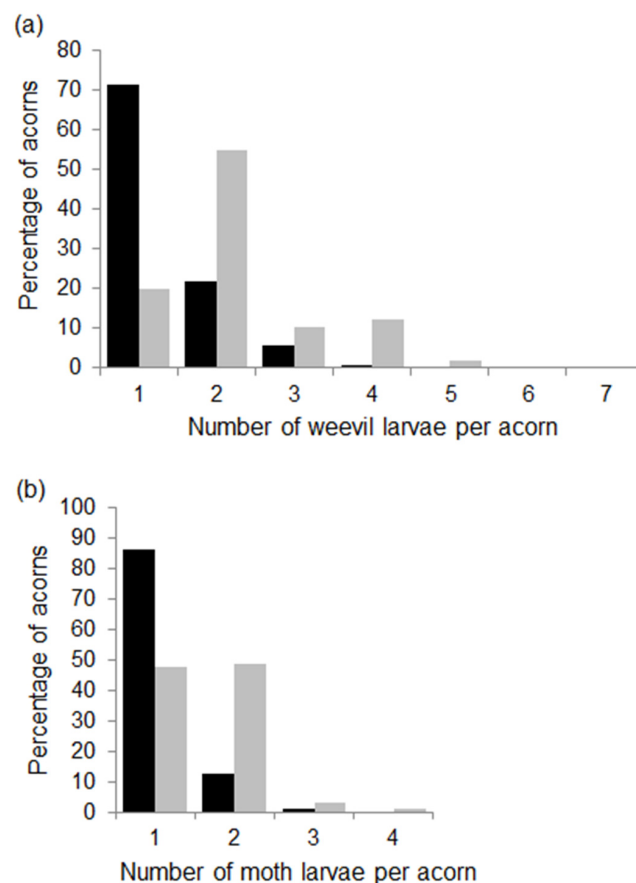 (a)
80
70
60
50
40
30
20
10
0
Percentage of acorns
1 2 3 4 5 6 7
Number of weevil larvae per acorn
(b)
100
90
80
70
60
50
40
30
20
10
0
Percentage of acorns
1 2 3 4
Number of moth larvae per acorn